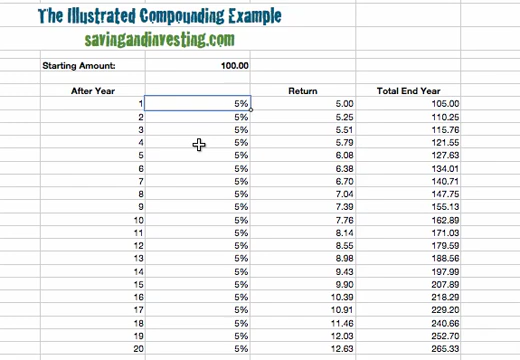 The Illustrated Compounding Example
savingandinvesting.com
Starting Amount: 100.00
After Year Return Total End Year
1 5% 5.00 105.00
2 5% 5.25 110.25
3 5% 5.51 115.76
4 5% 5.79 121.55
5 5% 6.08 127.63
6 5% 6.38 134.01
7 5% 6.70 140.71
8 5% 7.04 147.75
9 5% 7.39 155.13
10 5% 7.76 162.89
11 5% 8.14 171.03
12 5% 8.55 179.59
13 5% 8.98 188.56
14 5% 9.43 197.99
15 5% 9.90 207.89
16 5% 10.39 218.29
17 5% 10.91 229.20
18 5% 11.46 240.66
19 5% 12.03 252.70
20 5% 12.63 265.33